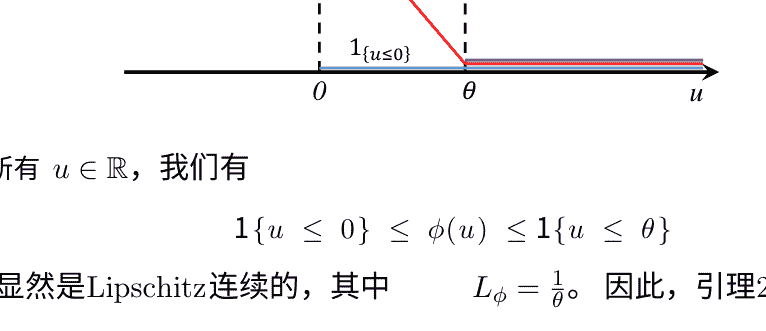 1{u≤0}
0 θ u
所有 u ∈ ℝ，我们有
1{u ≤ 0} ≤ ϕ(u) ≤ 1{u ≤ θ}
显然是Lipschitz连续的，其中 L_ϕ = 1/θ。 因此，引理2